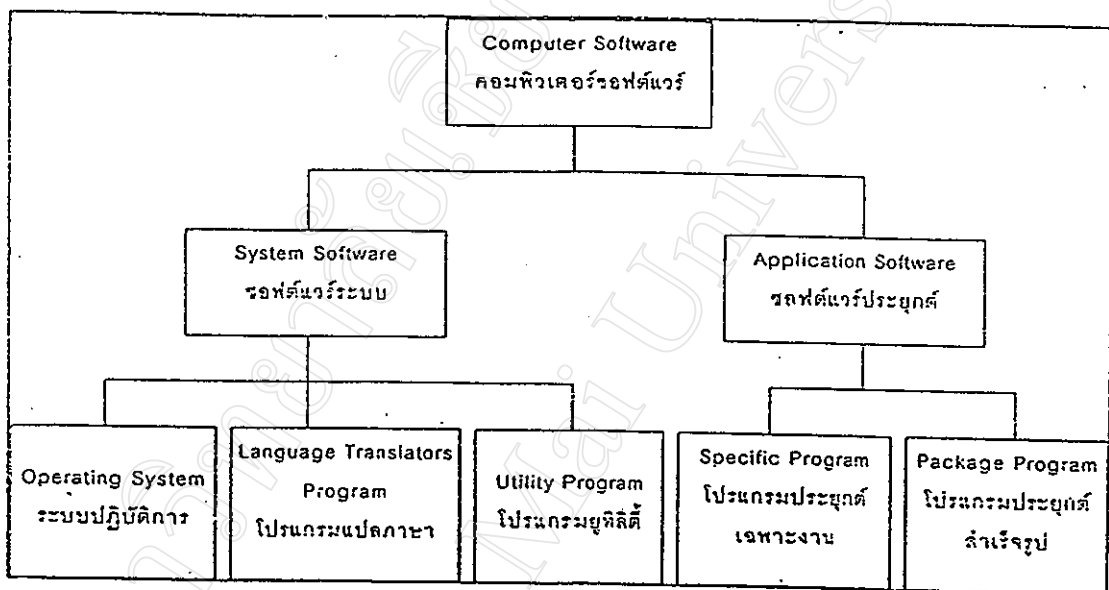 Computer Software
คอมพิวเตอร์ซอฟต์แวร์
System Software
ซอฟต์แวร์ระบบ
Application Software
ซอฟต์แวร์ประยุกต์
Operating System
ระบบปฏิบัติการ
Language Translators
Program
โปรแกรมแปลภาษา
Utility Program
โปรแกรมยูทิลิตี้
Specific Program
โปรแกรมประยุกต์
เฉพาะงาน
Package Program
โปรแกรมประยุกต์
สำเร็จรูป
Mai Univers